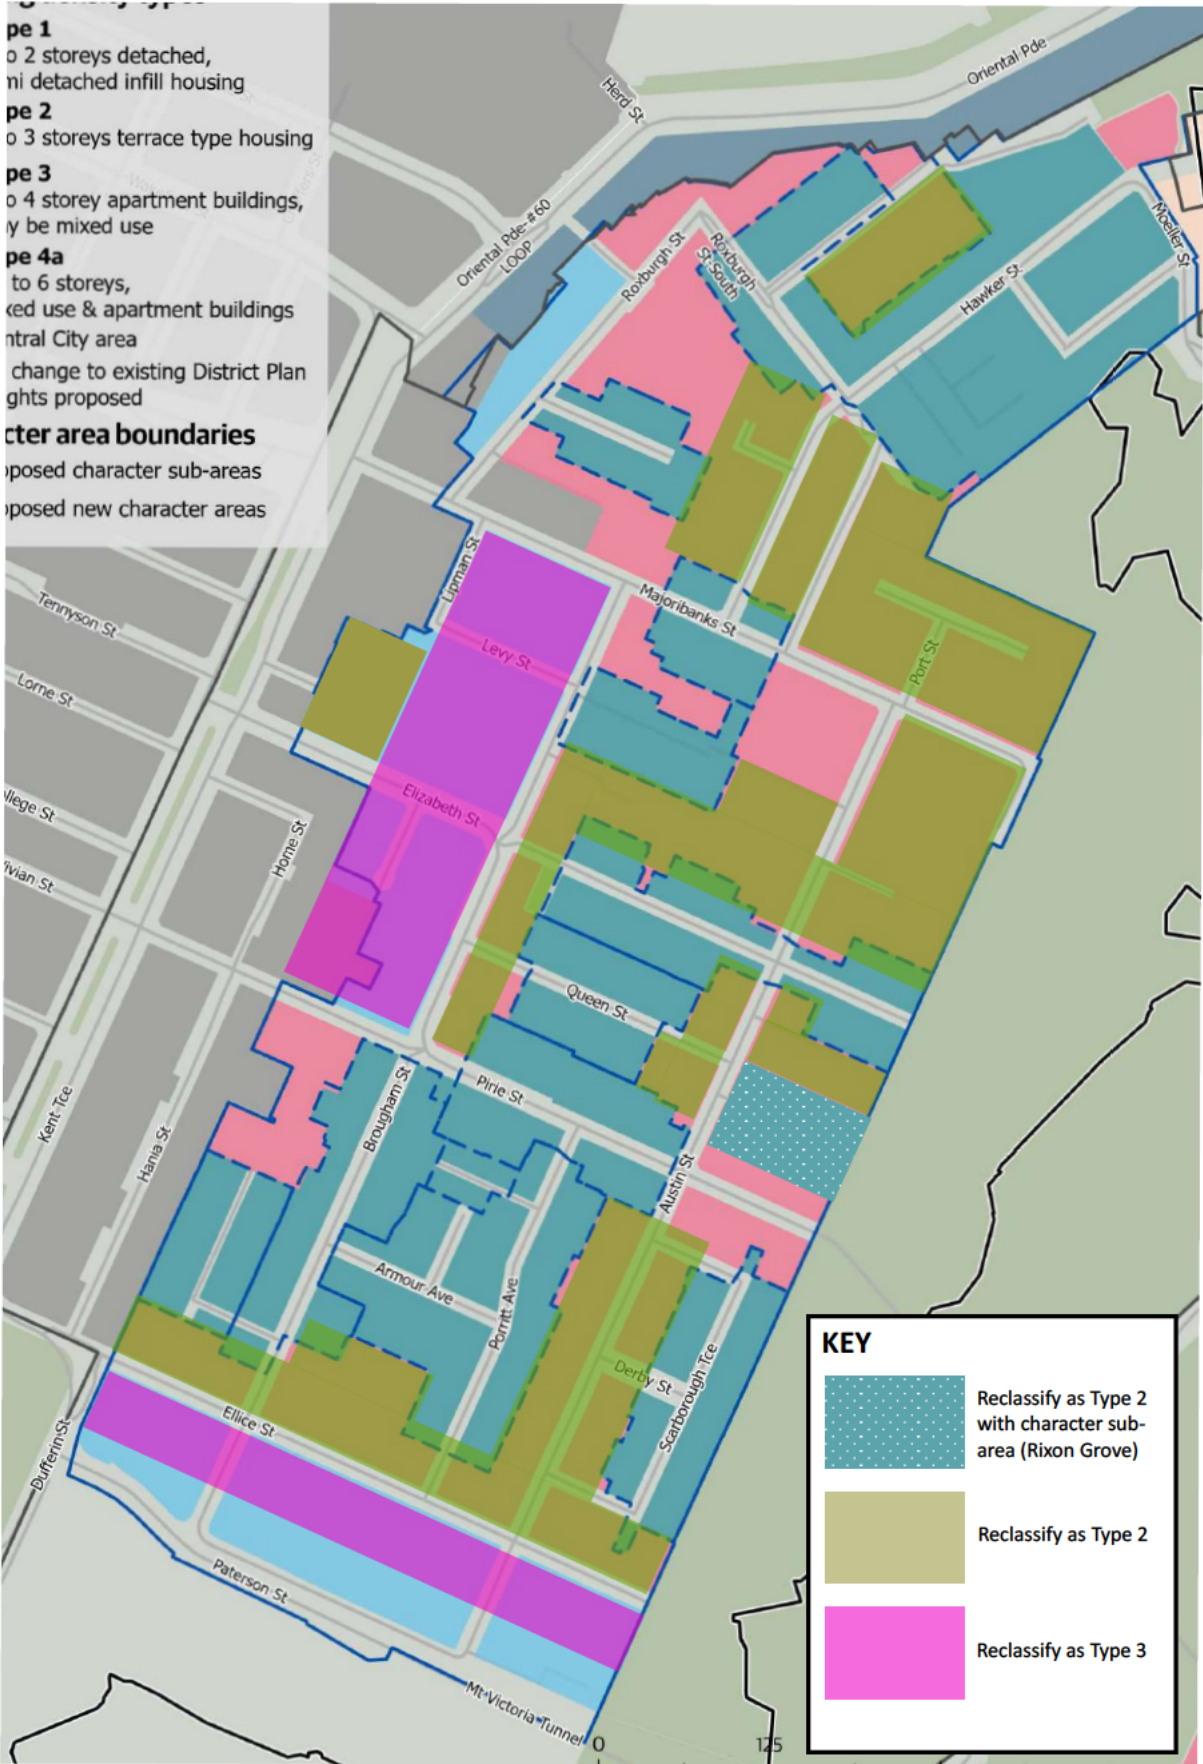 pe 1
o 2 storeys detached,
mi detached infill housing
pe 2
o 3 storeys terrace type housing
pe 3
o 4 storey apartment buildings,
y be mixed use
pe 4a
to 6 storeys,
xed use & apartment buildings
ntral City area
change to existing District Plan
ghts proposed
cter area boundaries
oposed character sub-areas
oposed new character areas
Herd St
Oriental Pde
Oriental Pde-#60
LOOP
Roxburgh St
Roxburgh
St-South
Moeller St
Hawker St
Lipman St
Majoribanks St
Tennyson St
Levy St
Port St
Lorne St
Elizabeth St
llege St
Home St
ivian St
Queen St
Pirie St
Kent Tce
Brougham St
Hania St
Austin St
Armour Ave
Porritt Ave
Derby St
Scarborough Tce
Ellice St
Dufferin St
Paterson St
Mt Victoria Tunnel
0
125
KEY
Reclassify as Type 2
with character sub-
area (Rixon Grove)
Reclassify as Type 2
Reclassify as Type 3